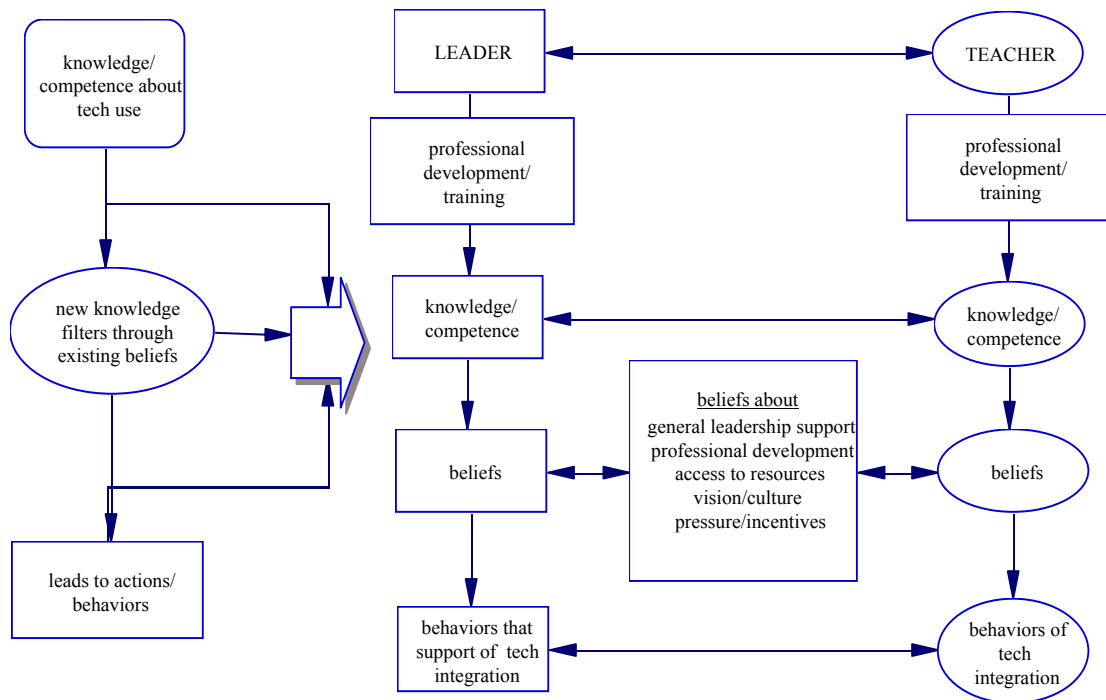 knowledge/
competence about
tech use
new knowledge
filters through
existing beliefs
leads to actions/
behaviors
LEADER
professional
development/
training
knowledge/
competence
beliefs
behaviors that
support of tech
integration
beliefs about
general leadership support
professional development
access to resources
vision/culture
pressure/incentives
TEACHER
professional
development/
training
knowledge/
competence
beliefs
behaviors of
tech
integration